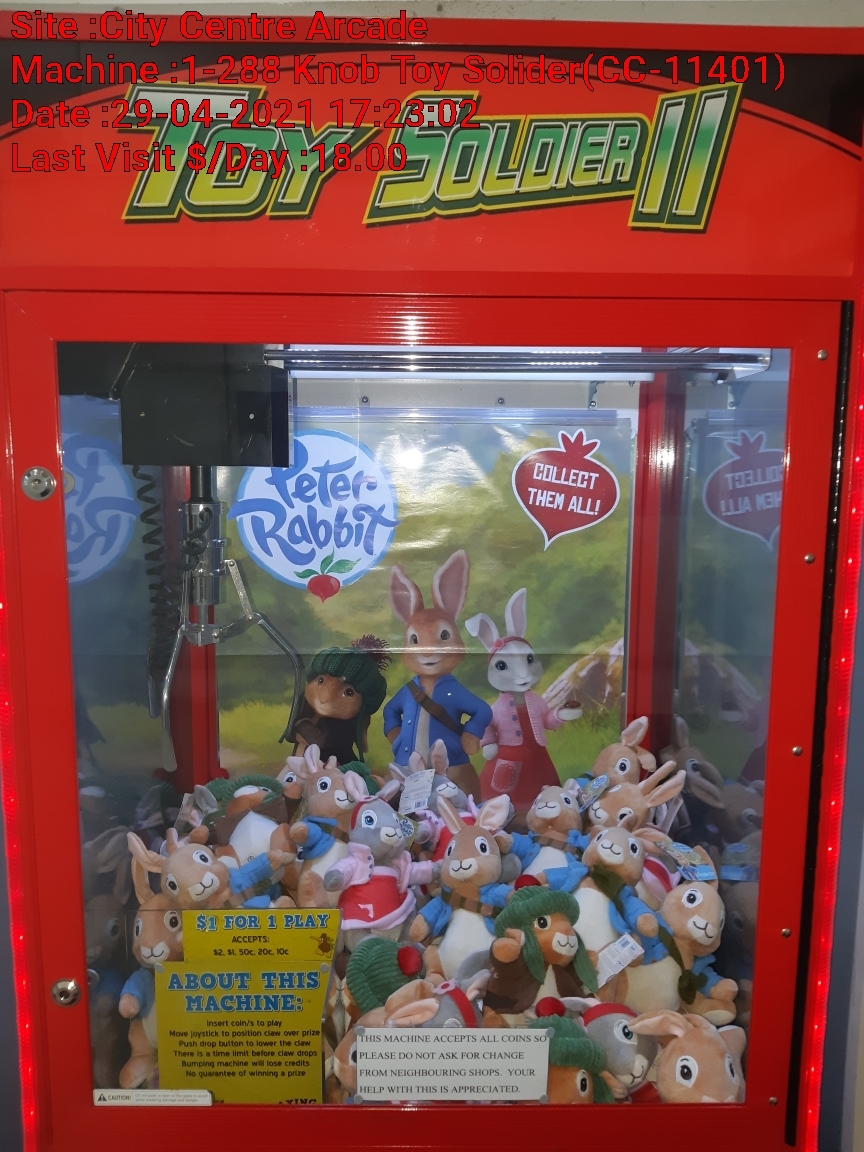 Site :City Centre Arcade
Machine :1-288 Knob Toy Solider(CC-11401)
Date :29-04-2021 17:23:02
Last Visit $/Day :18.00
TOY SOLDIER II
Peter
Rabbit
COLLECT
THEM ALL!
$1 FOR 1 PLAY
ACCEPTS:
$2, $1, 50c, 20c, 10c
ABOUT THIS
MACHINE:
Insert coin/s to play
Move joystick to position claw over prize
Push drop button to lower the claw
There is a time limit before claw drops
Bumping machine will lose credits
No guarantee of winning a prize
THIS MACHINE ACCEPTS ALL COINS SO
PLEASE DO NOT ASK FOR CHANGE
FROM NEIGHBOURING SHOPS. YOUR
HELP WITH THIS IS APPRECIATED.
CAUTION!